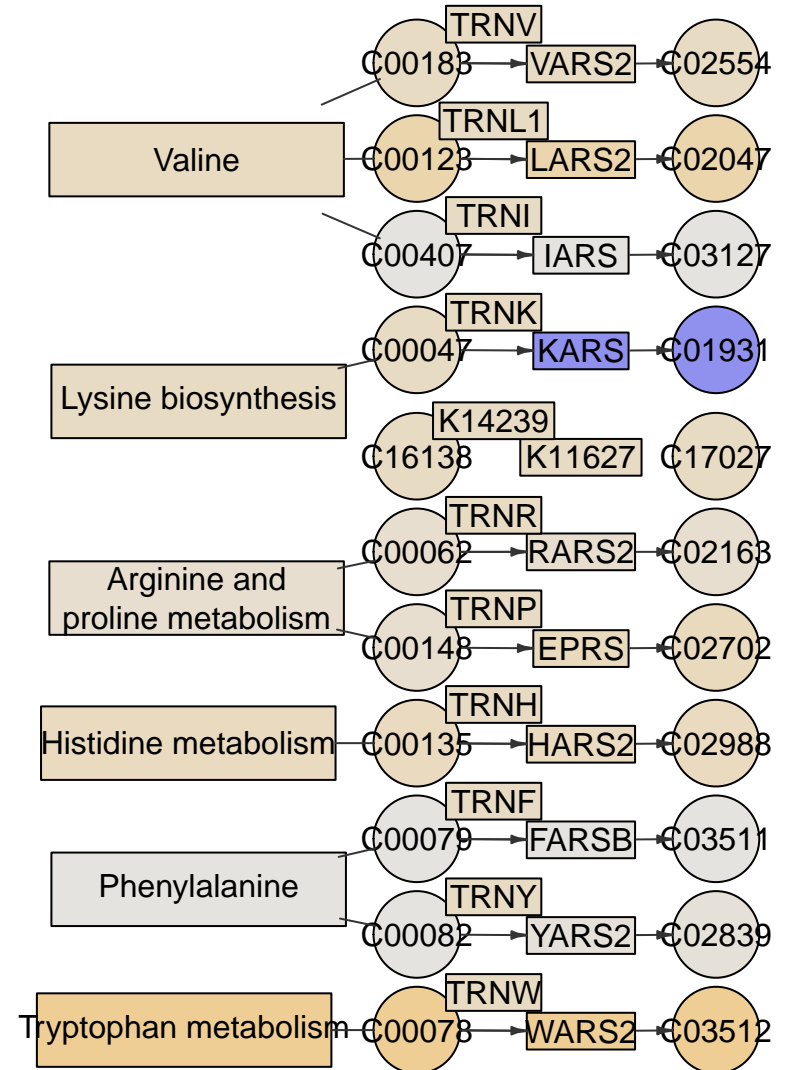 TRNV
C00183 VARS2 C02554
TRNL1
Valine C00123 LARS2 C02047
TRNI
C00407 IARS C03127
TRNK
C00047 KARS C01931
Lysine biosynthesis
K14239
C16138 K11627 C17027
TRNR
C00062 RARS2 C02163
Arginine and
proline metabolism
TRNP
C00148 EPRS C02702
TRNH
Histidine metabolism C00135 HARS2 C02988
TRNF
C00079 FARSB C03511
Phenylalanine
TRNY
C00082 YARS2 C02839
TRNW
Tryptophan metabolism C00078 WARS2 C03512